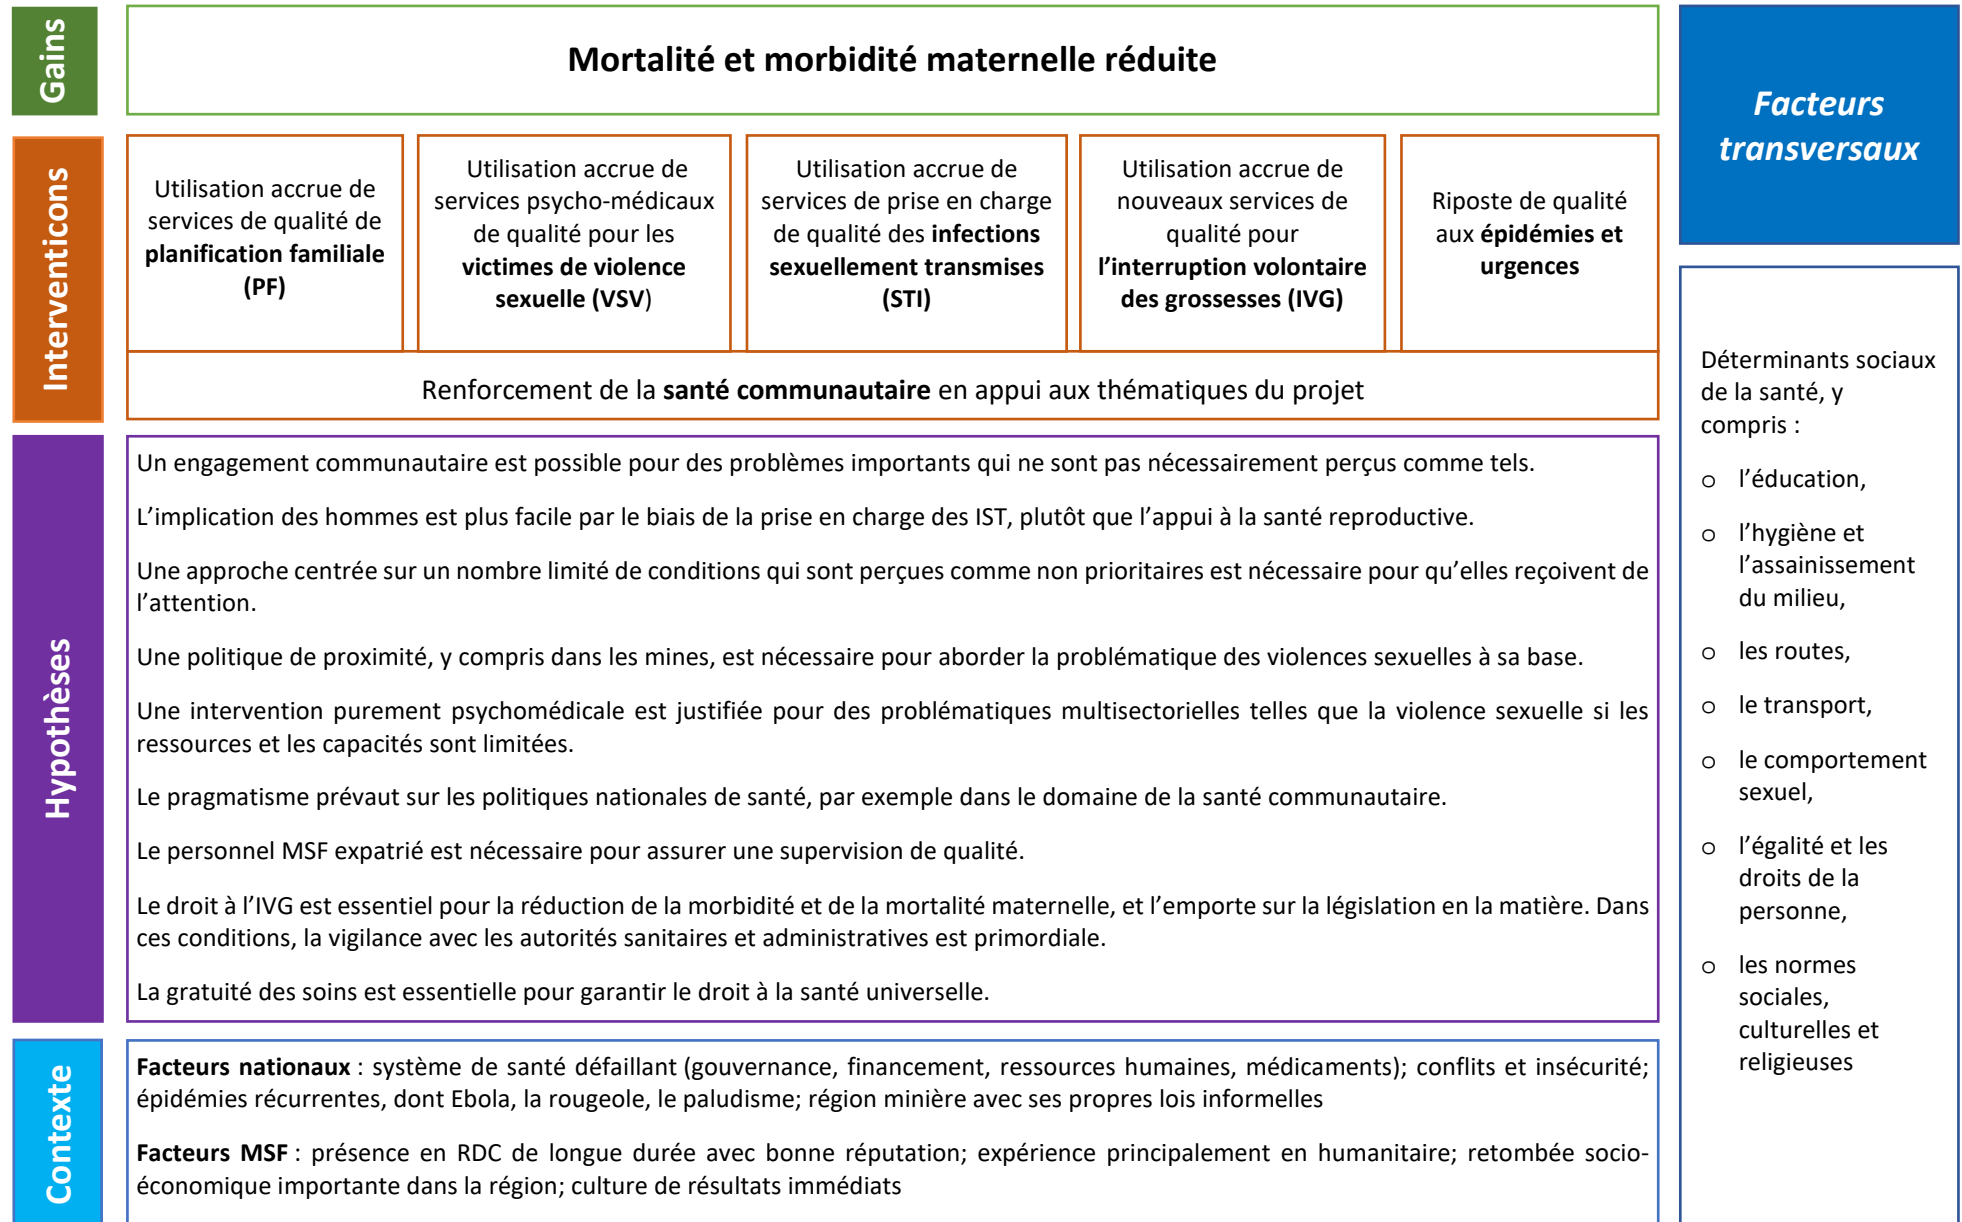 Gains
Mortalité et morbidité maternelle réduite
Interventicons
Utilisation accrue de
services de qualité de
planification familiale
(PF)
Utilisation accrue de
services psycho-médicaux
de qualité pour les
victimes de violence
sexuelle (VSV)
Utilisation accrue de
services de prise en charge
de qualité des infections
sexuellement transmises
(STI)
Utilisation accrue de
nouveaux services de
qualité pour
l’interruption volontaire
des grossesses (IVG)
Riposte de qualité
aux épidémies et
urgences
Renforcement de la santé communautaire en appui aux thématiques du projet
Hypothèses
Un engagement communautaire est possible pour des problèmes importants qui ne sont pas nécessairement perçus comme tels.
L’implication des hommes est plus facile par le biais de la prise en charge des IST, plutôt que l’appui à la santé reproductive.
Une approche centrée sur un nombre limité de conditions qui sont perçues comme non prioritaires est nécessaire pour qu’elles reçoivent de
l’attention.
Une politique de proximité, y compris dans les mines, est nécessaire pour aborder la problématique des violences sexuelles à sa base.
Une intervention purement psychomédicale est justifiée pour des problématiques multisectorielles telles que la violence sexuelle si les
ressources et les capacités sont limitées.
Le pragmatisme prévaut sur les politiques nationales de santé, par exemple dans le domaine de la santé communautaire.
Le personnel MSF expatrié est nécessaire pour assurer une supervision de qualité.
Le droit à l’IVG est essentiel pour la réduction de la morbidité et de la mortalité maternelle, et l’emporte sur la législation en la matière. Dans
ces conditions, la vigilance avec les autorités sanitaires et administratives est primordiale.
La gratuité des soins est essentielle pour garantir le droit à la santé universelle.
Contexte
Facteurs nationaux : système de santé défaillant (gouvernance, financement, ressources humaines, médicaments); conflits et insécurité;
épidémies récurrentes, dont Ebola, la rougeole, le paludisme; région minière avec ses propres lois informelles
Facteurs MSF : présence en RDC de longue durée avec bonne réputation; expérience principalement en humanitaire; retombée socio-
économique importante dans la région; culture de résultats immédiats
Facteurs
transversaux
Déterminants sociaux
de la santé, y
compris :
o l’éducation,
o l’hygiène et
l’assainissement
du milieu,
o les routes,
o le transport,
o le comportement
sexuel,
o l’égalité et les
droits de la
personne,
o les normes
sociales,
culturelles et
religieuses